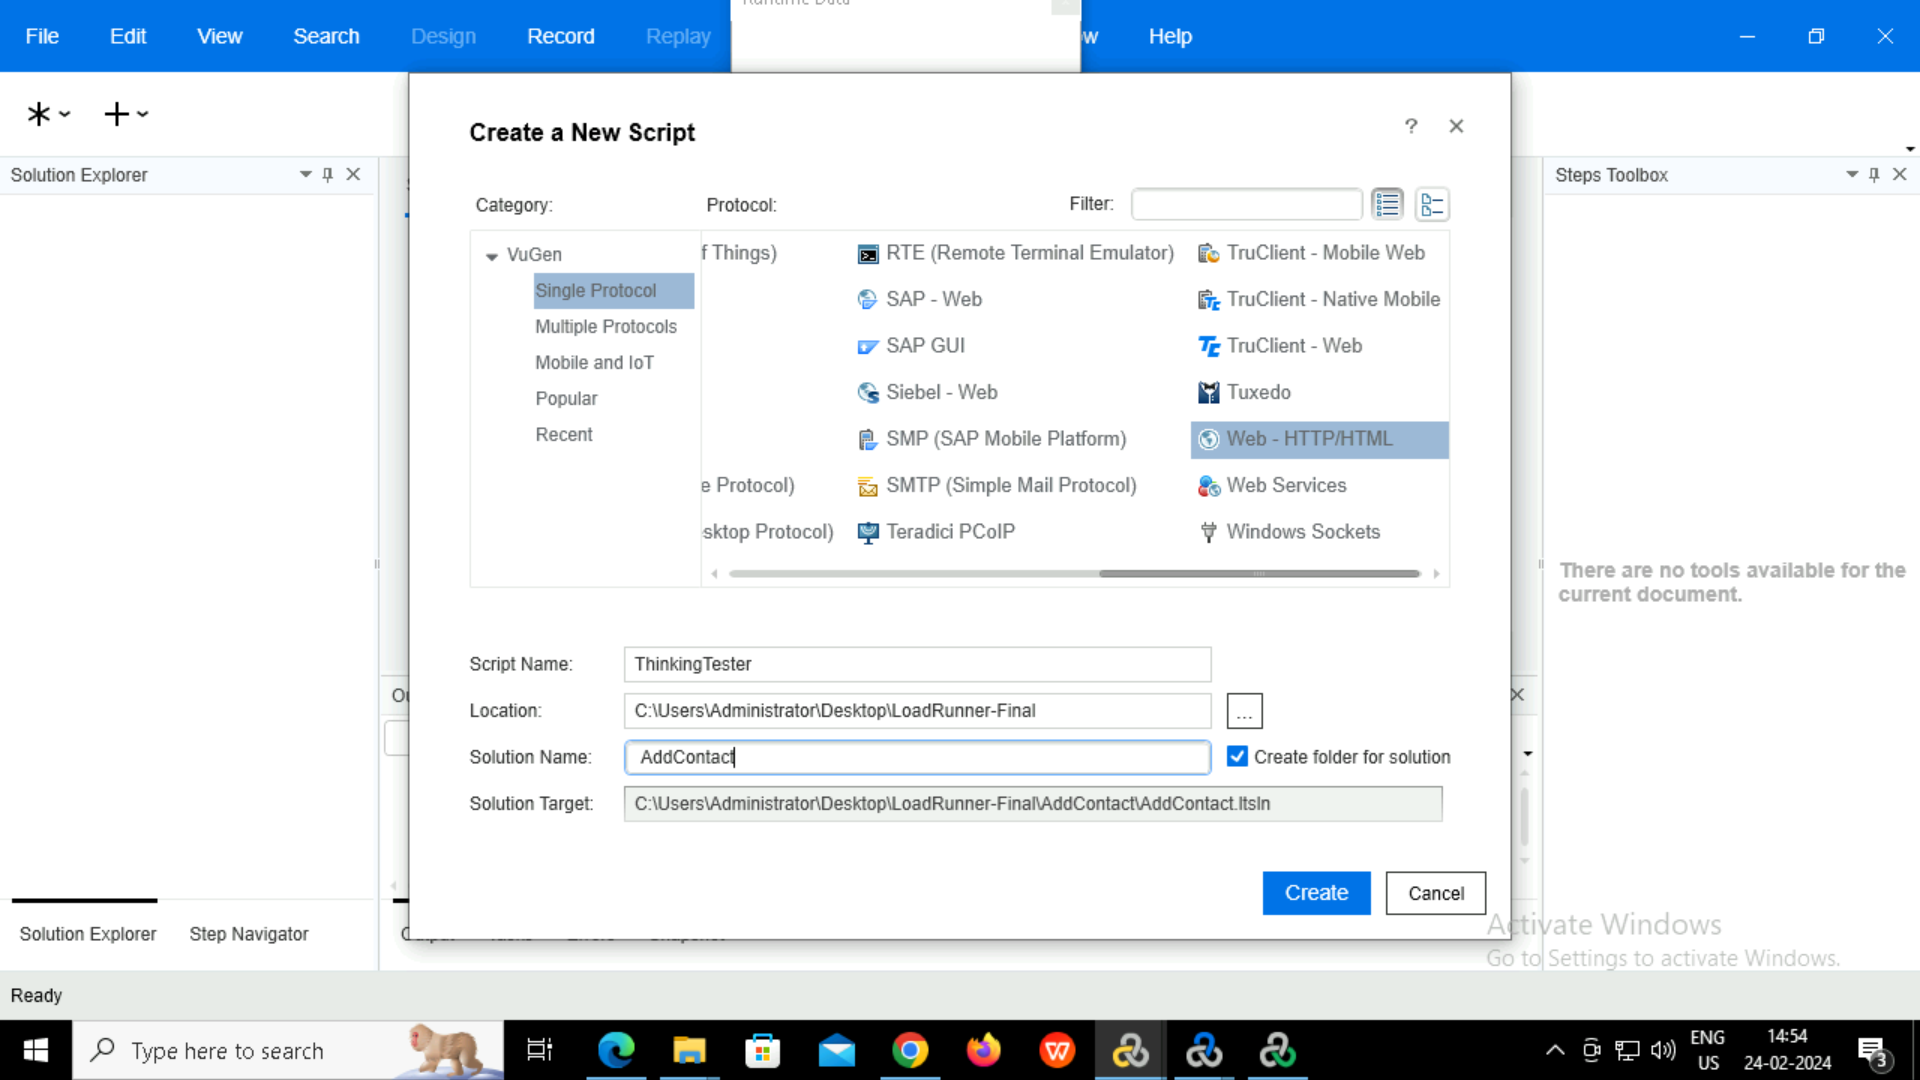 Runtime Data
File Edit View Search Design Record Replay Help
Create a New Script
?
Solution Explorer
Steps Toolbox
Category: Protocol: Filter:
VuGen
Single Protocol
Multiple Protocols
Mobile and IoT
Popular
Recent
f Things)
e Protocol)
sktop Protocol)
RTE (Remote Terminal Emulator)
SAP - Web
SAP GUI
Siebel - Web
SMP (SAP Mobile Platform)
SMTP (Simple Mail Protocol)
Teradici PCoIP
TruClient - Mobile Web
TruClient - Native Mobile
TruClient - Web
Tuxedo
Web - HTTP/HTML
Web Services
Windows Sockets
There are no tools available for the
current document.
Script Name: ThinkingTester
Location: C:\Users\Administrator\Desktop\LoadRunner-Final ...
Solution Name: AddContact Create folder for solution
Solution Target: C:\Users\Administrator\Desktop\LoadRunner-Final\AddContact\AddContact.ltsln
Create Cancel
Activate Windows
Go to Settings to activate Windows.
Solution Explorer Step Navigator
Ready
Type here to search
ENG
US
14:54
24-02-2024
3